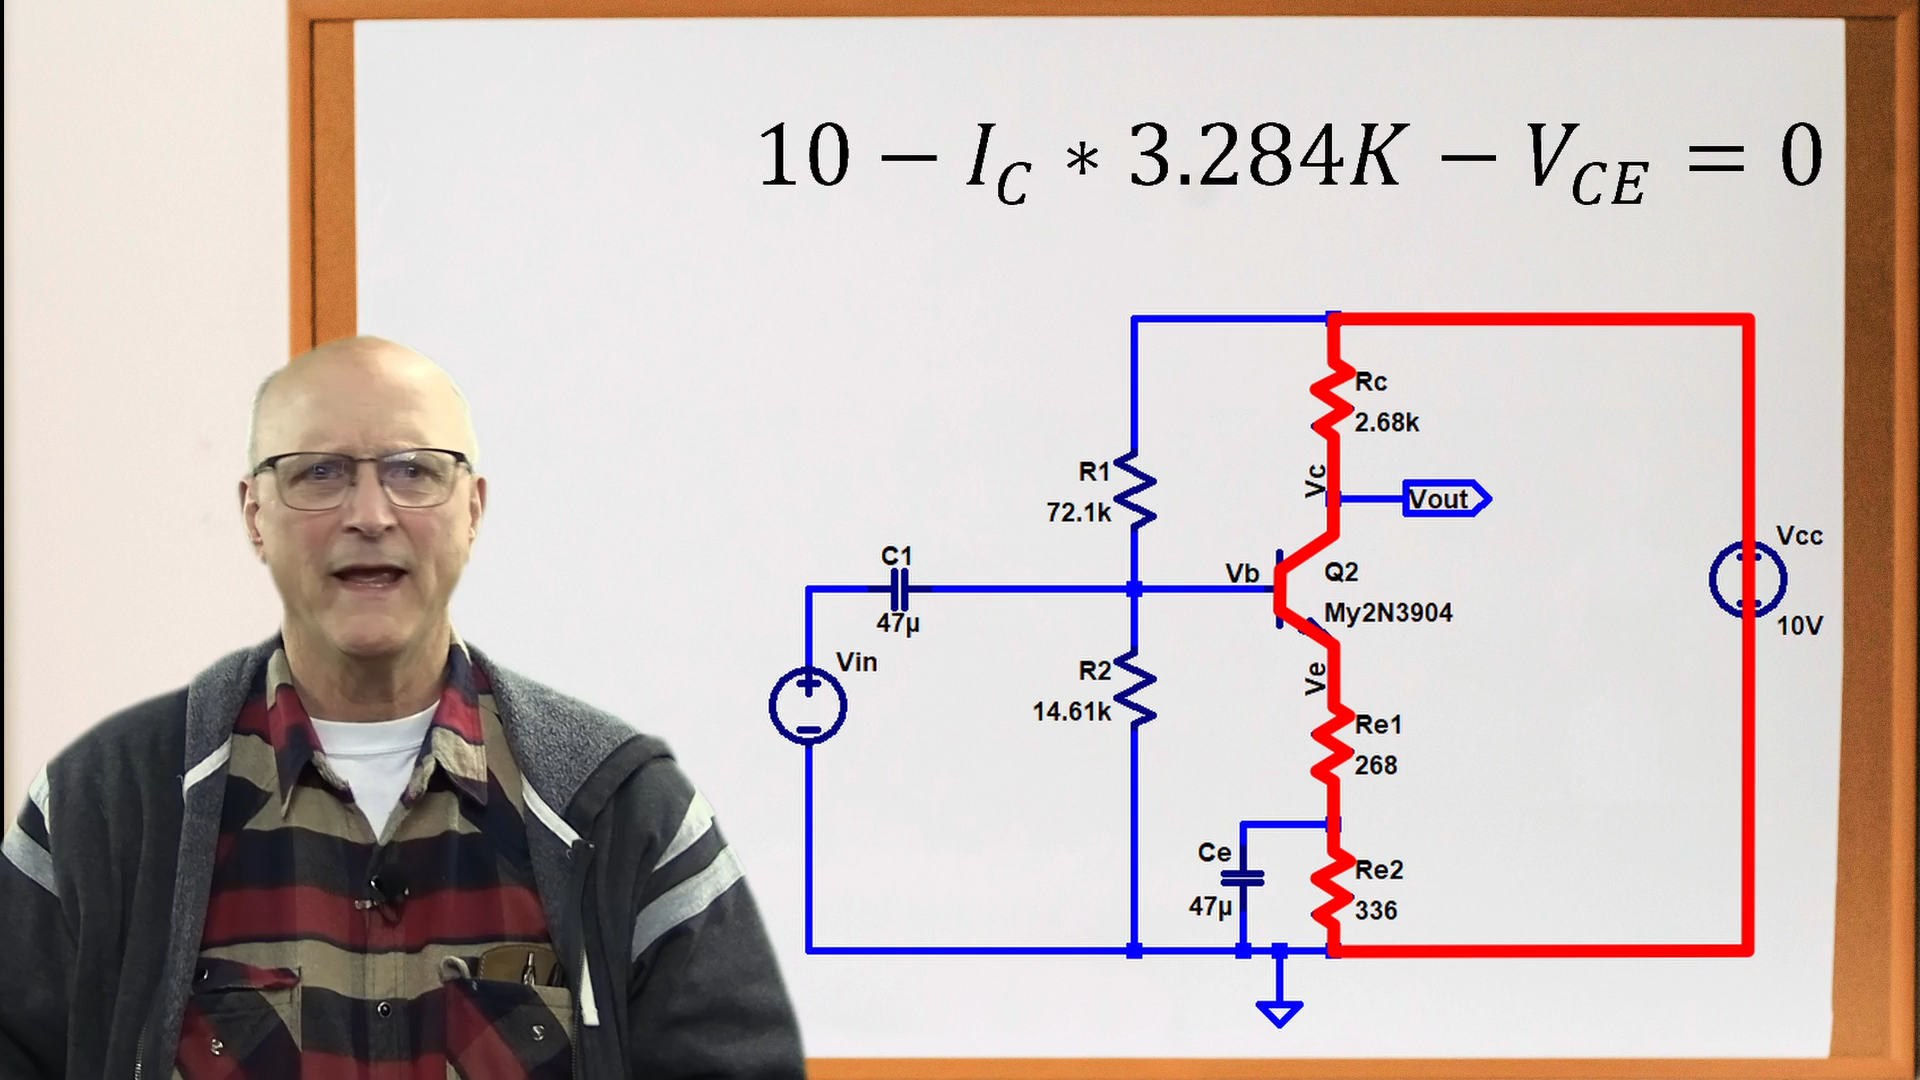 10 − I_C * 3.284K − V_CE = 0
Rc
2.68k
Vc
Vout
R1
72.1k
Vcc
10V
C1
47µ
Vb
Q2
My2N3904
Vin
R2
14.61k
Ve
Re1
268
Ce
47µ
Re2
336